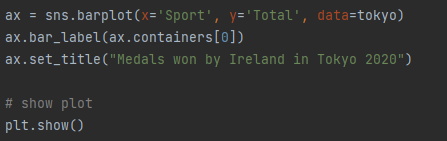 ax = sns.barplot(x='Sport', y='Total', data=tokyo)
ax.bar_label(ax.containers[0])
ax.set_title("Medals won by Ireland in Tokyo 2020")
# show plot
plt.show()